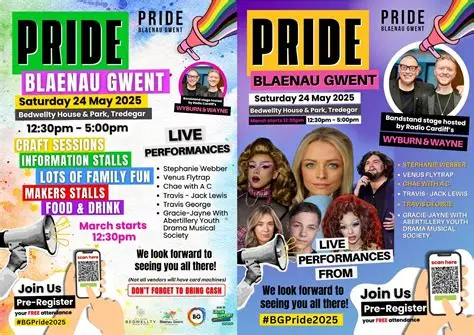 PRIDE
BLAENAU GWENT
PRIDE
BLAENAU GWENT
Saturday 24 May 2025
Bedwellty House & Park, Tredegar
12:30pm - 5:00pm
Bandstand stage hosted
by Radio Cardiff's
WYBURN & WAYNE
CRAFT SESSIONS
INFORMATION STALLS
LOTS OF FAMILY FUN
MAKERS STALLS
FOOD & DRINK
March starts
12:30pm
LIVE
PERFORMANCES
Stephanie Webber
Venus Flytrap
Chae with A C
Travis - Jack Lewis
Travis George
Gracie-Jayne With
Abertillery Youth
Drama Musical
Society
We look forward to
seeing you all there!
(Not all vendors will have card machines)
DON'T FORGET TO BRING CASH
scan here
Join Us
Pre-Register
your FREE attendance
#BGPride2025
BEDWELLTY
BG
PRIDE
BLAENAU GWENT
PRIDE
BLAENAU GWENT
Saturday 24 May 2025
Bedwellty House & Park, Tredegar
March starts 12:30pm
12:30pm - 5:00pm
Bandstand stage hosted
by Radio Cardiff's
WYBURN & WAYNE
STEPHANIE WEBBER
VENUS FLYTRAP
CHAE WITH A C
TRAVIS - JACK LEWIS
TRAVIS GEORGE
GRACIE-JAYNE WITH
ABERTILLERY YOUTH
DRAMA MUSICAL
SOCIETY
LIVE
PERFORMANCES
FROM
We look forward to
seeing you all there!
#BGPride2025
scan here
Join Us
Pre-Register
your FREE attendance